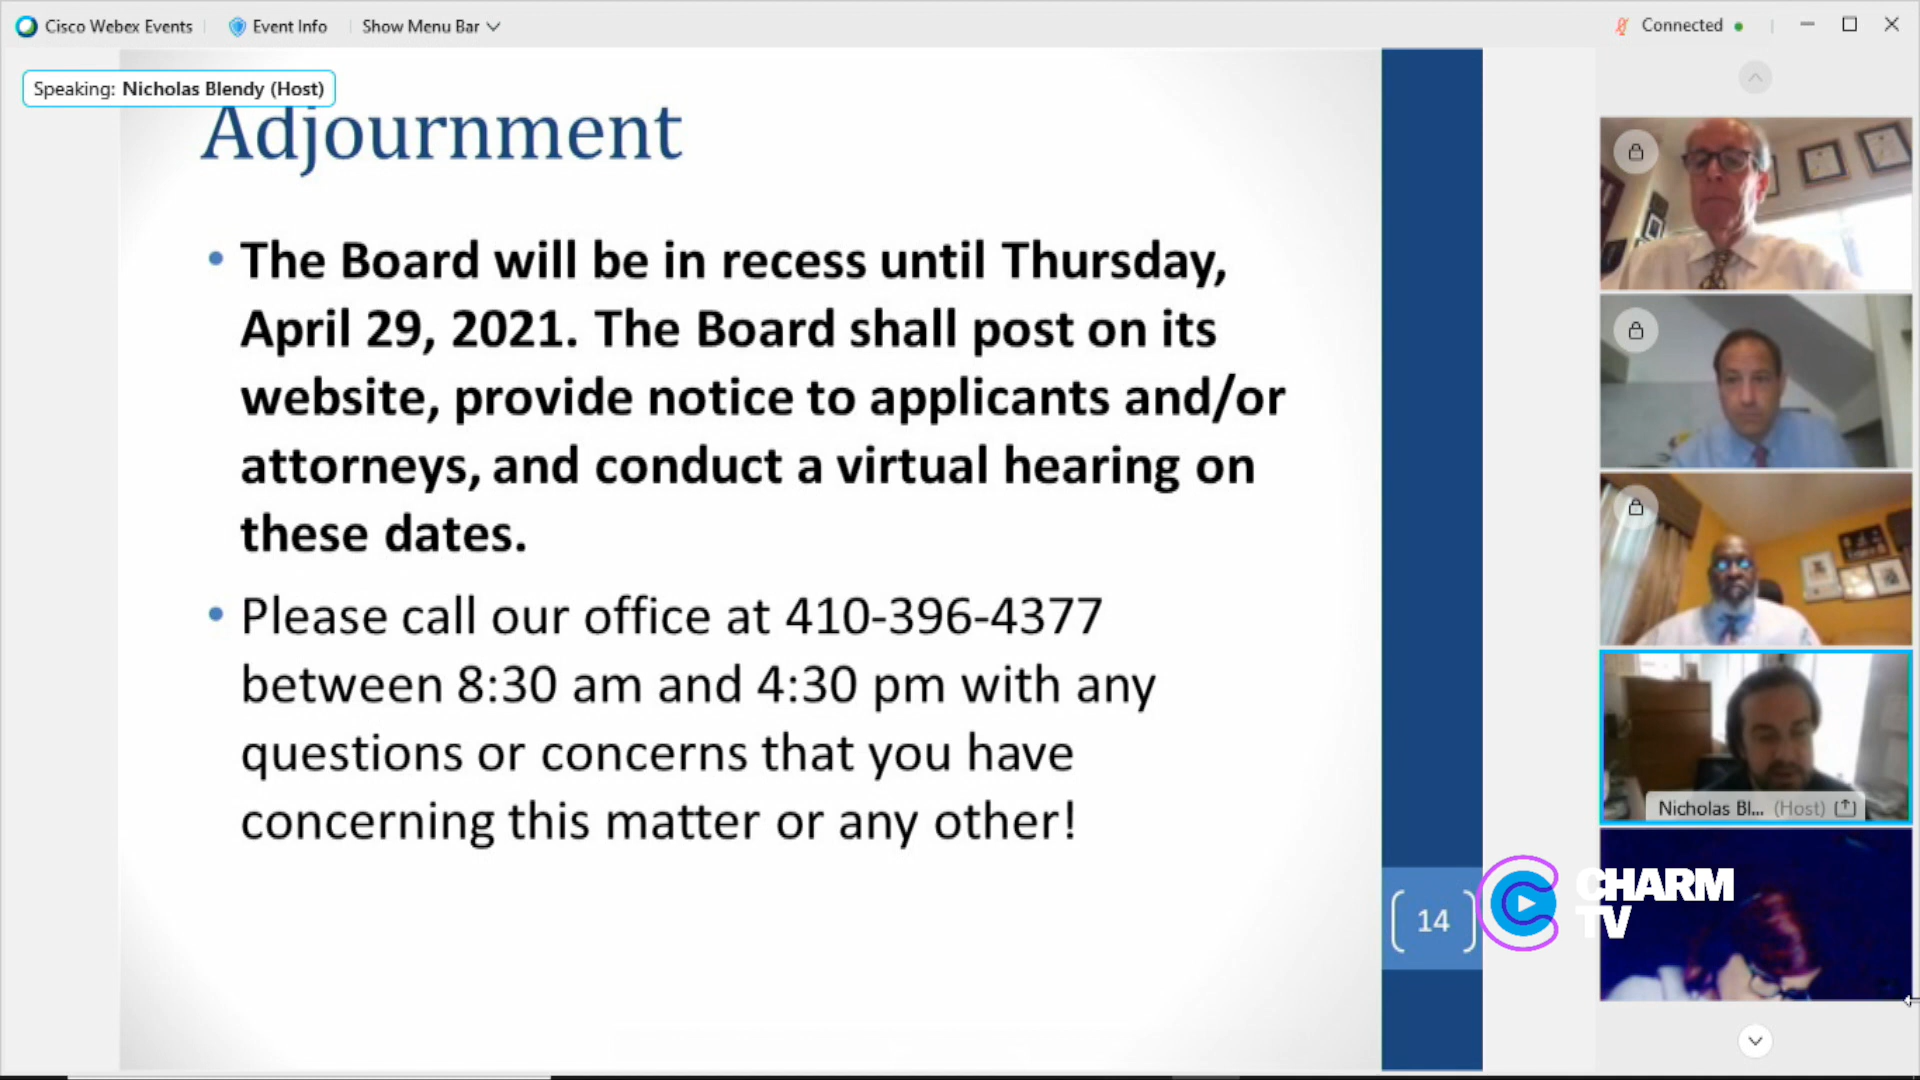 Cisco Webex Events
Event Info
Show Menu Bar
Connected
Speaking: Nicholas Blendy (Host)
Adjournment
• The Board will be in recess until Thursday,
April 29, 2021. The Board shall post on its
website, provide notice to applicants and/or
attorneys, and conduct a virtual hearing on
these dates.
• Please call our office at 410-396-4377
between 8:30 am and 4:30 pm with any
questions or concerns that you have
concerning this matter or any other!
14
Nicholas Bl... (Host)
CHARM
TV